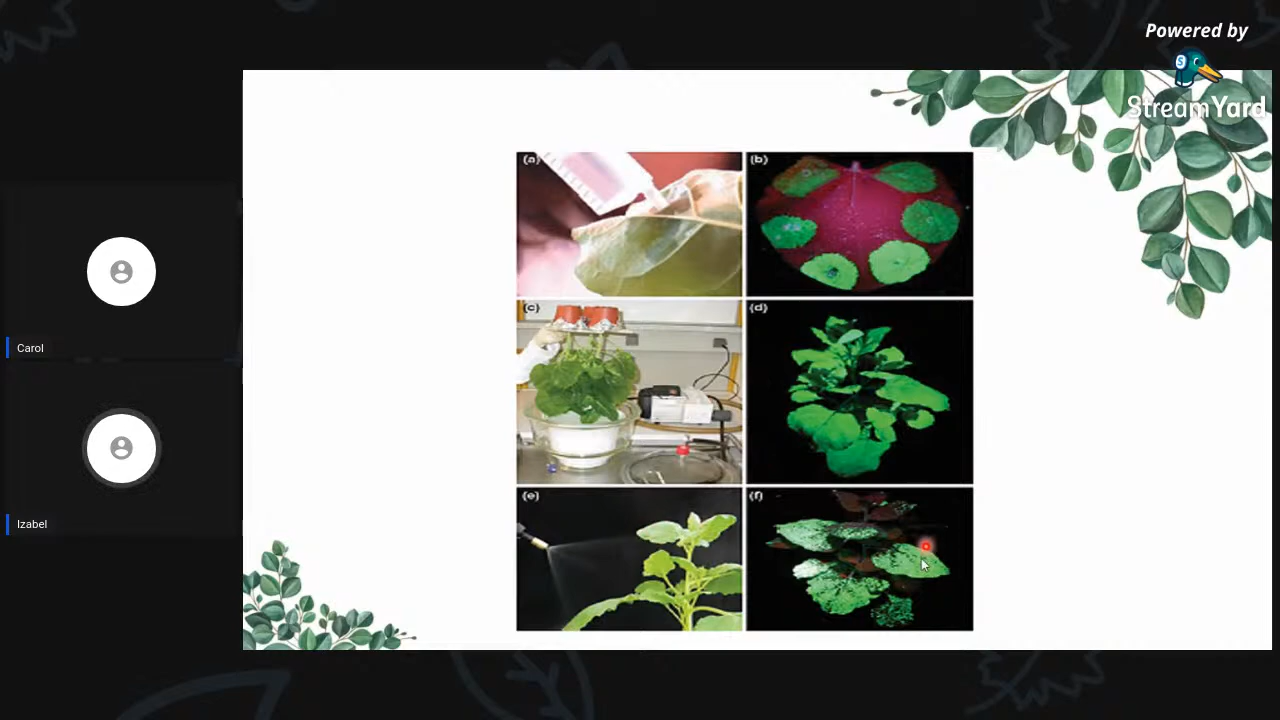 Powered by
StreamYard
(a)
(b)
(c)
(d)
(e)
(f)
Carol
Izabel